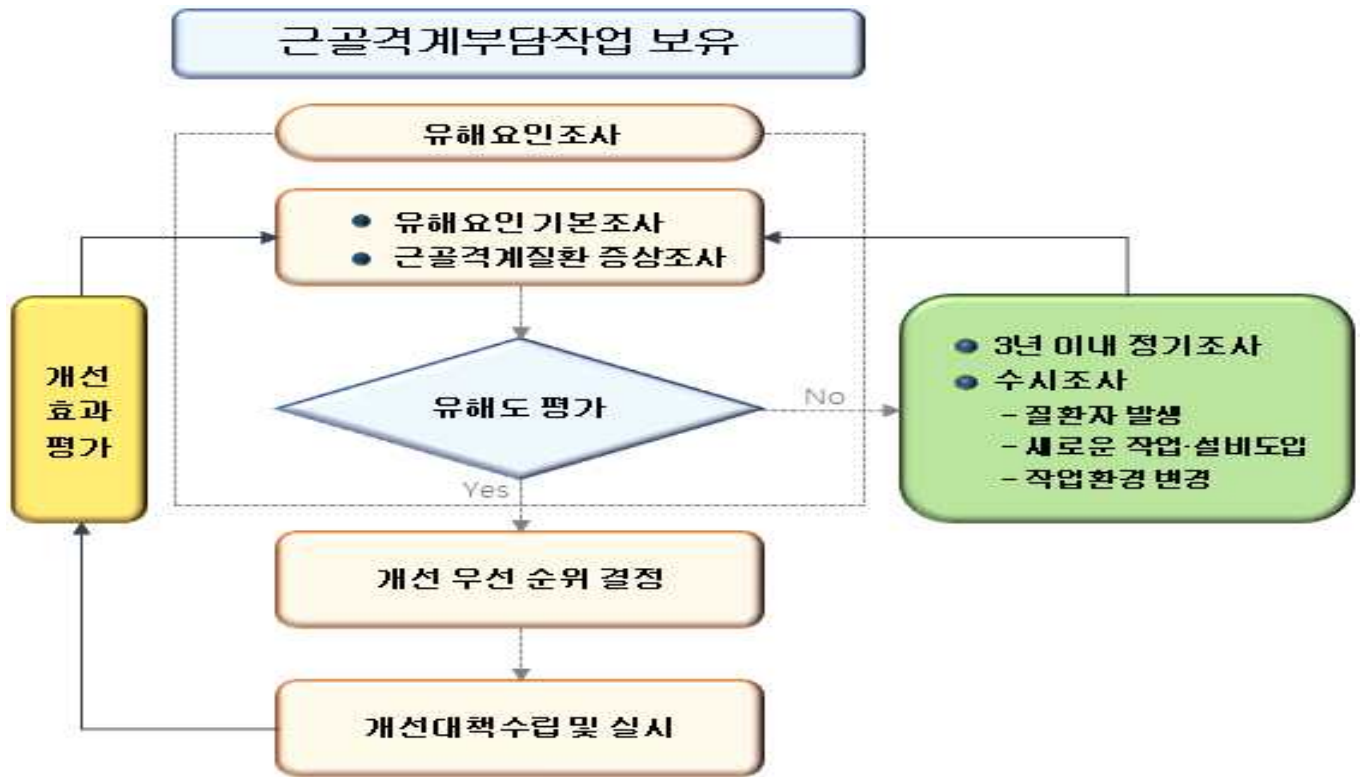 근골격계부담작업 보유
유해요인조사
● 유해요인 기본조사
● 근골격계질환 증상조사
유해도 평가
No
Yes
● 3년 이내 정기조사
● 수시조사
- 질환자 발생
- 새로운 작업·설비도입
- 작업환경 변경
개선 우선 순위 결정
개선대책수립 및 실시
개선
효과
평가